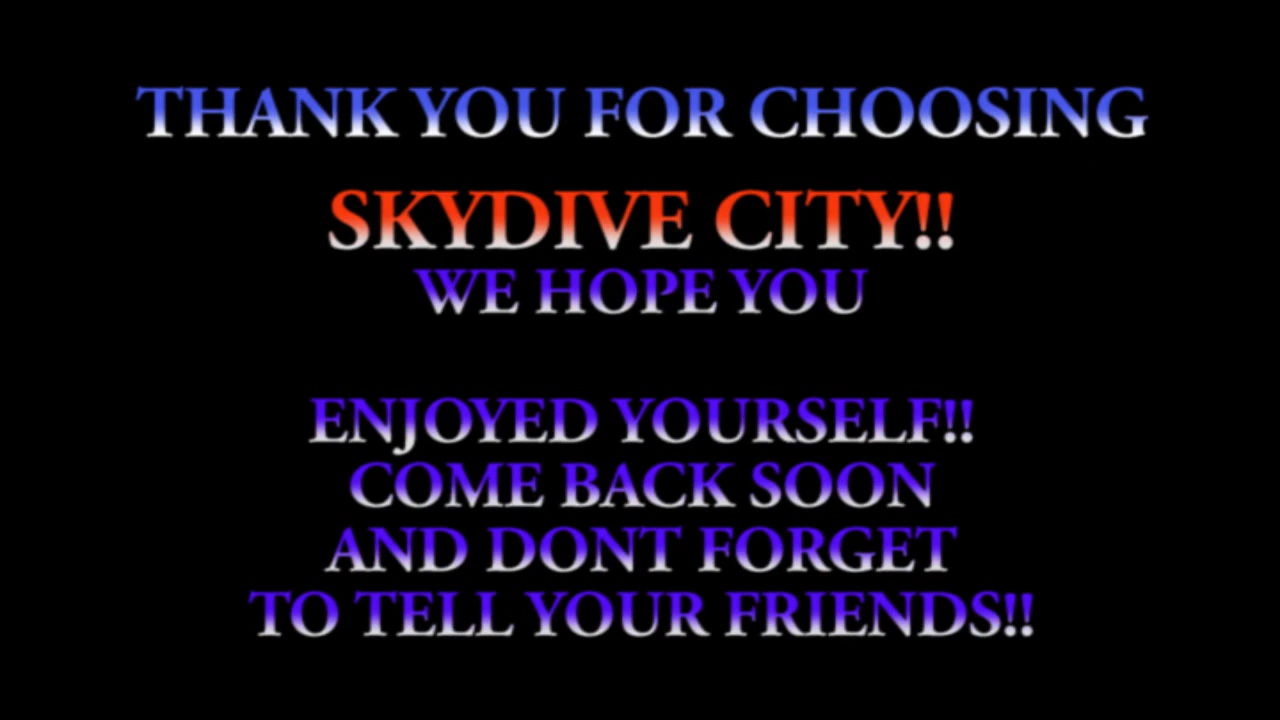 THANK YOU FOR CHOOSING
SKYDIVE CITY!!
WE HOPE YOU
ENJOYED YOURSELF!!
COME BACK SOON
AND DONT FORGET
TO TELL YOUR FRIENDS!!